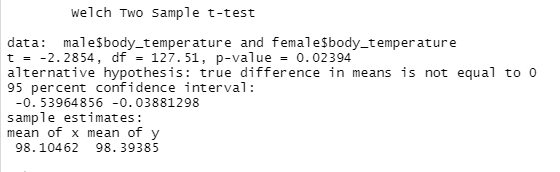 Welch Two Sample t-test
data:  male$body_temperature and female$body_temperature
t = -2.2854, df = 127.51, p-value = 0.02394
alternative hypothesis: true difference in means is not equal to 0
95 percent confidence interval:
 -0.53964856 -0.03881298
sample estimates:
mean of x mean of y
 98.10462  98.39385